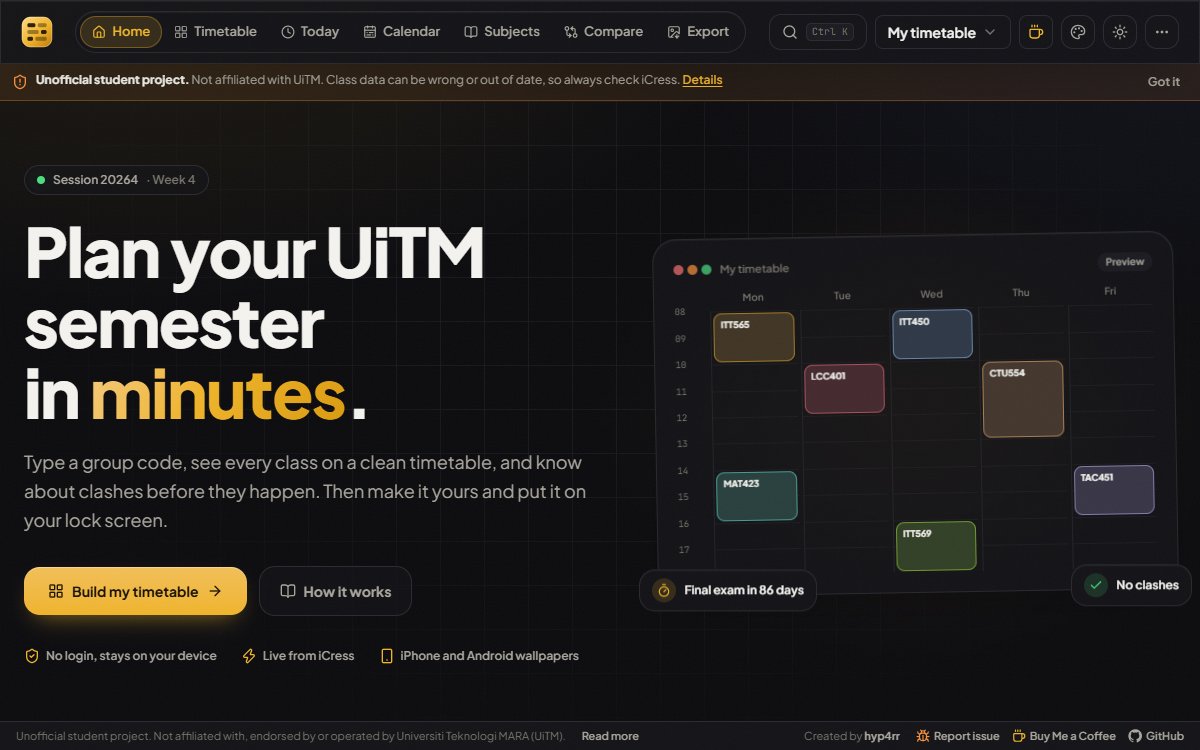 Home
Timetable
Today
Calendar
Subjects
Compare
Export
Ctrl K
My timetable
Unofficial student project. Not affiliated with UiTM. Class data can be wrong or out of date, so always check iCress. Details
Got it
Session 20264 · Week 4
Plan your UiTM
semester
in minutes.
Type a group code, see every class on a clean timetable, and know
about clashes before they happen. Then make it yours and put it on
your lock screen.
Build my timetable
How it works
No login, stays on your device
Live from iCress
iPhone and Android wallpapers
My timetable
Preview
Mon Tue Wed Thu Fri
08
ITT565
ITT450
09
10
LCC401
CTU554
11
12
13
14
MAT423
TAC451
15
16
ITT569
17
Final exam in 86 days
No clashes
Unofficial student project. Not affiliated with, endorsed by or operated by Universiti Teknologi MARA (UiTM). Read more
Created by hyp4rr
Report issue
Buy Me a Coffee
GitHub